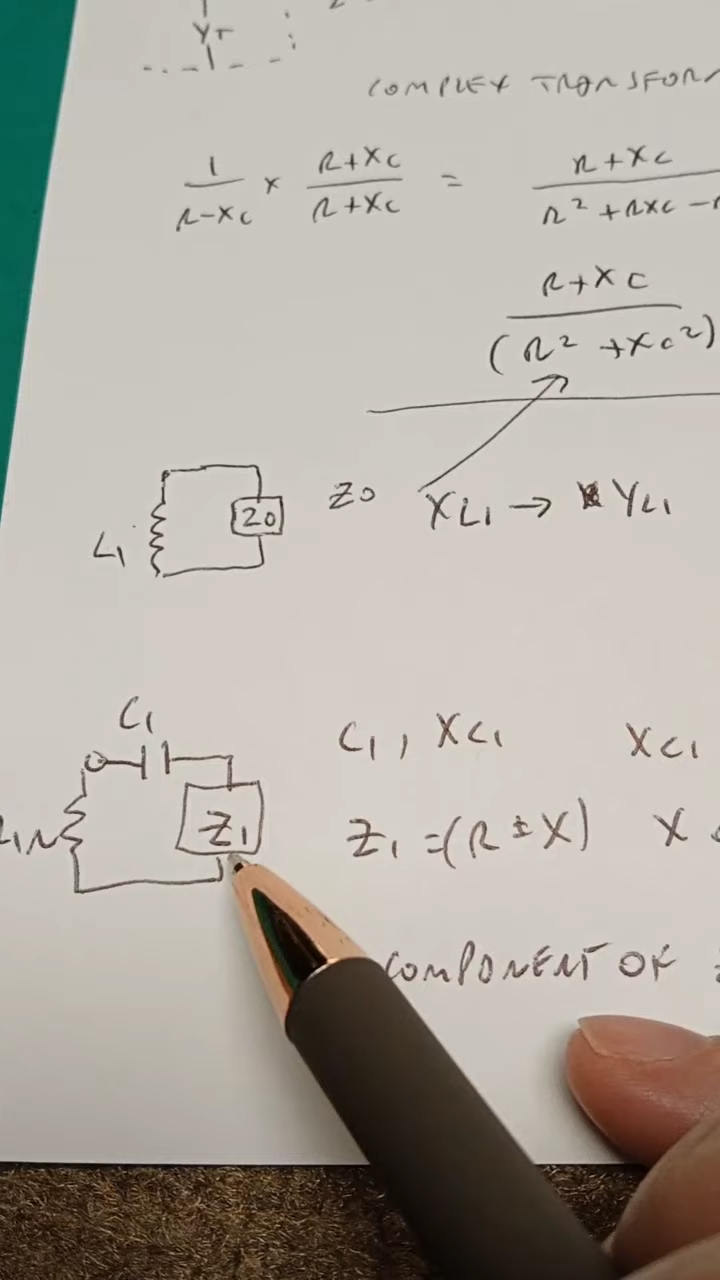 YT
COMPLEX TRANSFOR
1/R-XC × R+XC/R+XC = R+XC/R²+RXC-
R+XC/(R²+XC²)
L1 Z0 Z0 XL1 → YL1
C1
C1, XC1 XC1
Z1 Z1=(R±X) X
COMPONENT OF